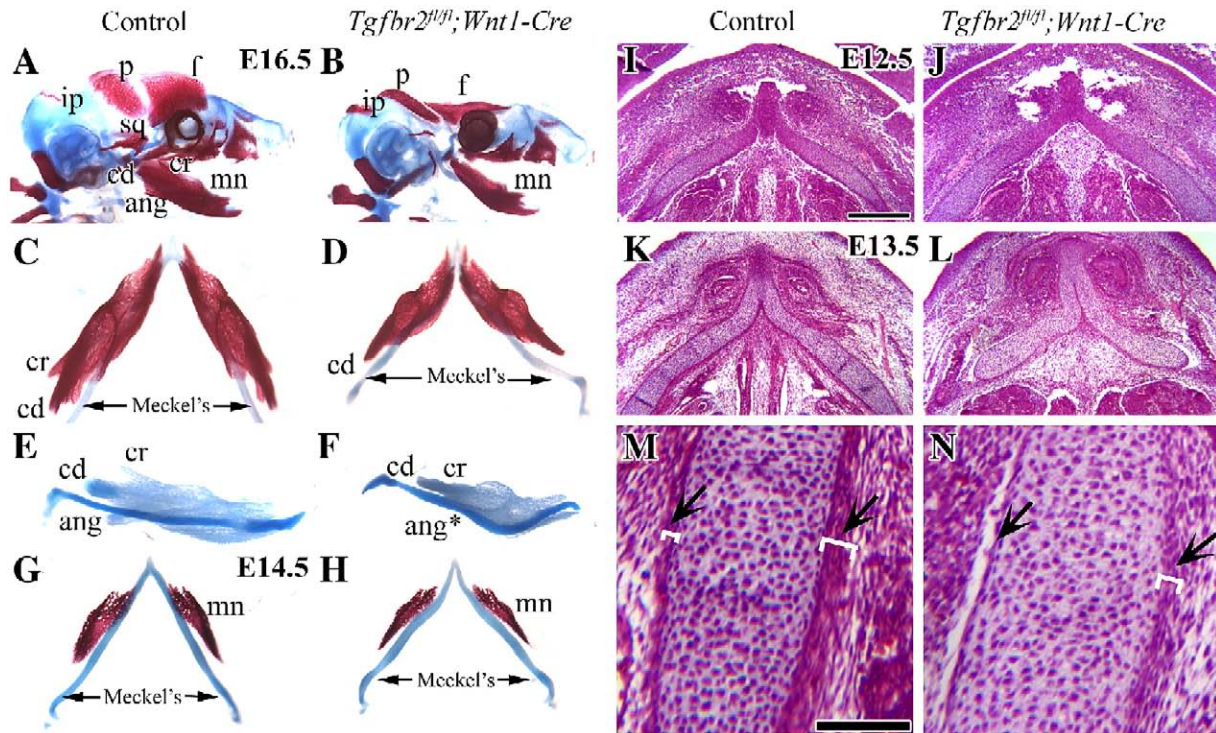 Control Tgfbr2fl/fl;Wnt1-Cre Control Tgfbr2fl/fl;Wnt1-Cre
A p f E16.5 B p f I E12.5 J
ip sq ip
cd cr mn mn
ang
C D K E13.5 L
cr cd
Meckel's Meckel's
cd
E cd cr F cd cr M N
ang ang*
G E14.5 H
mn mn
Meckel's Meckel's